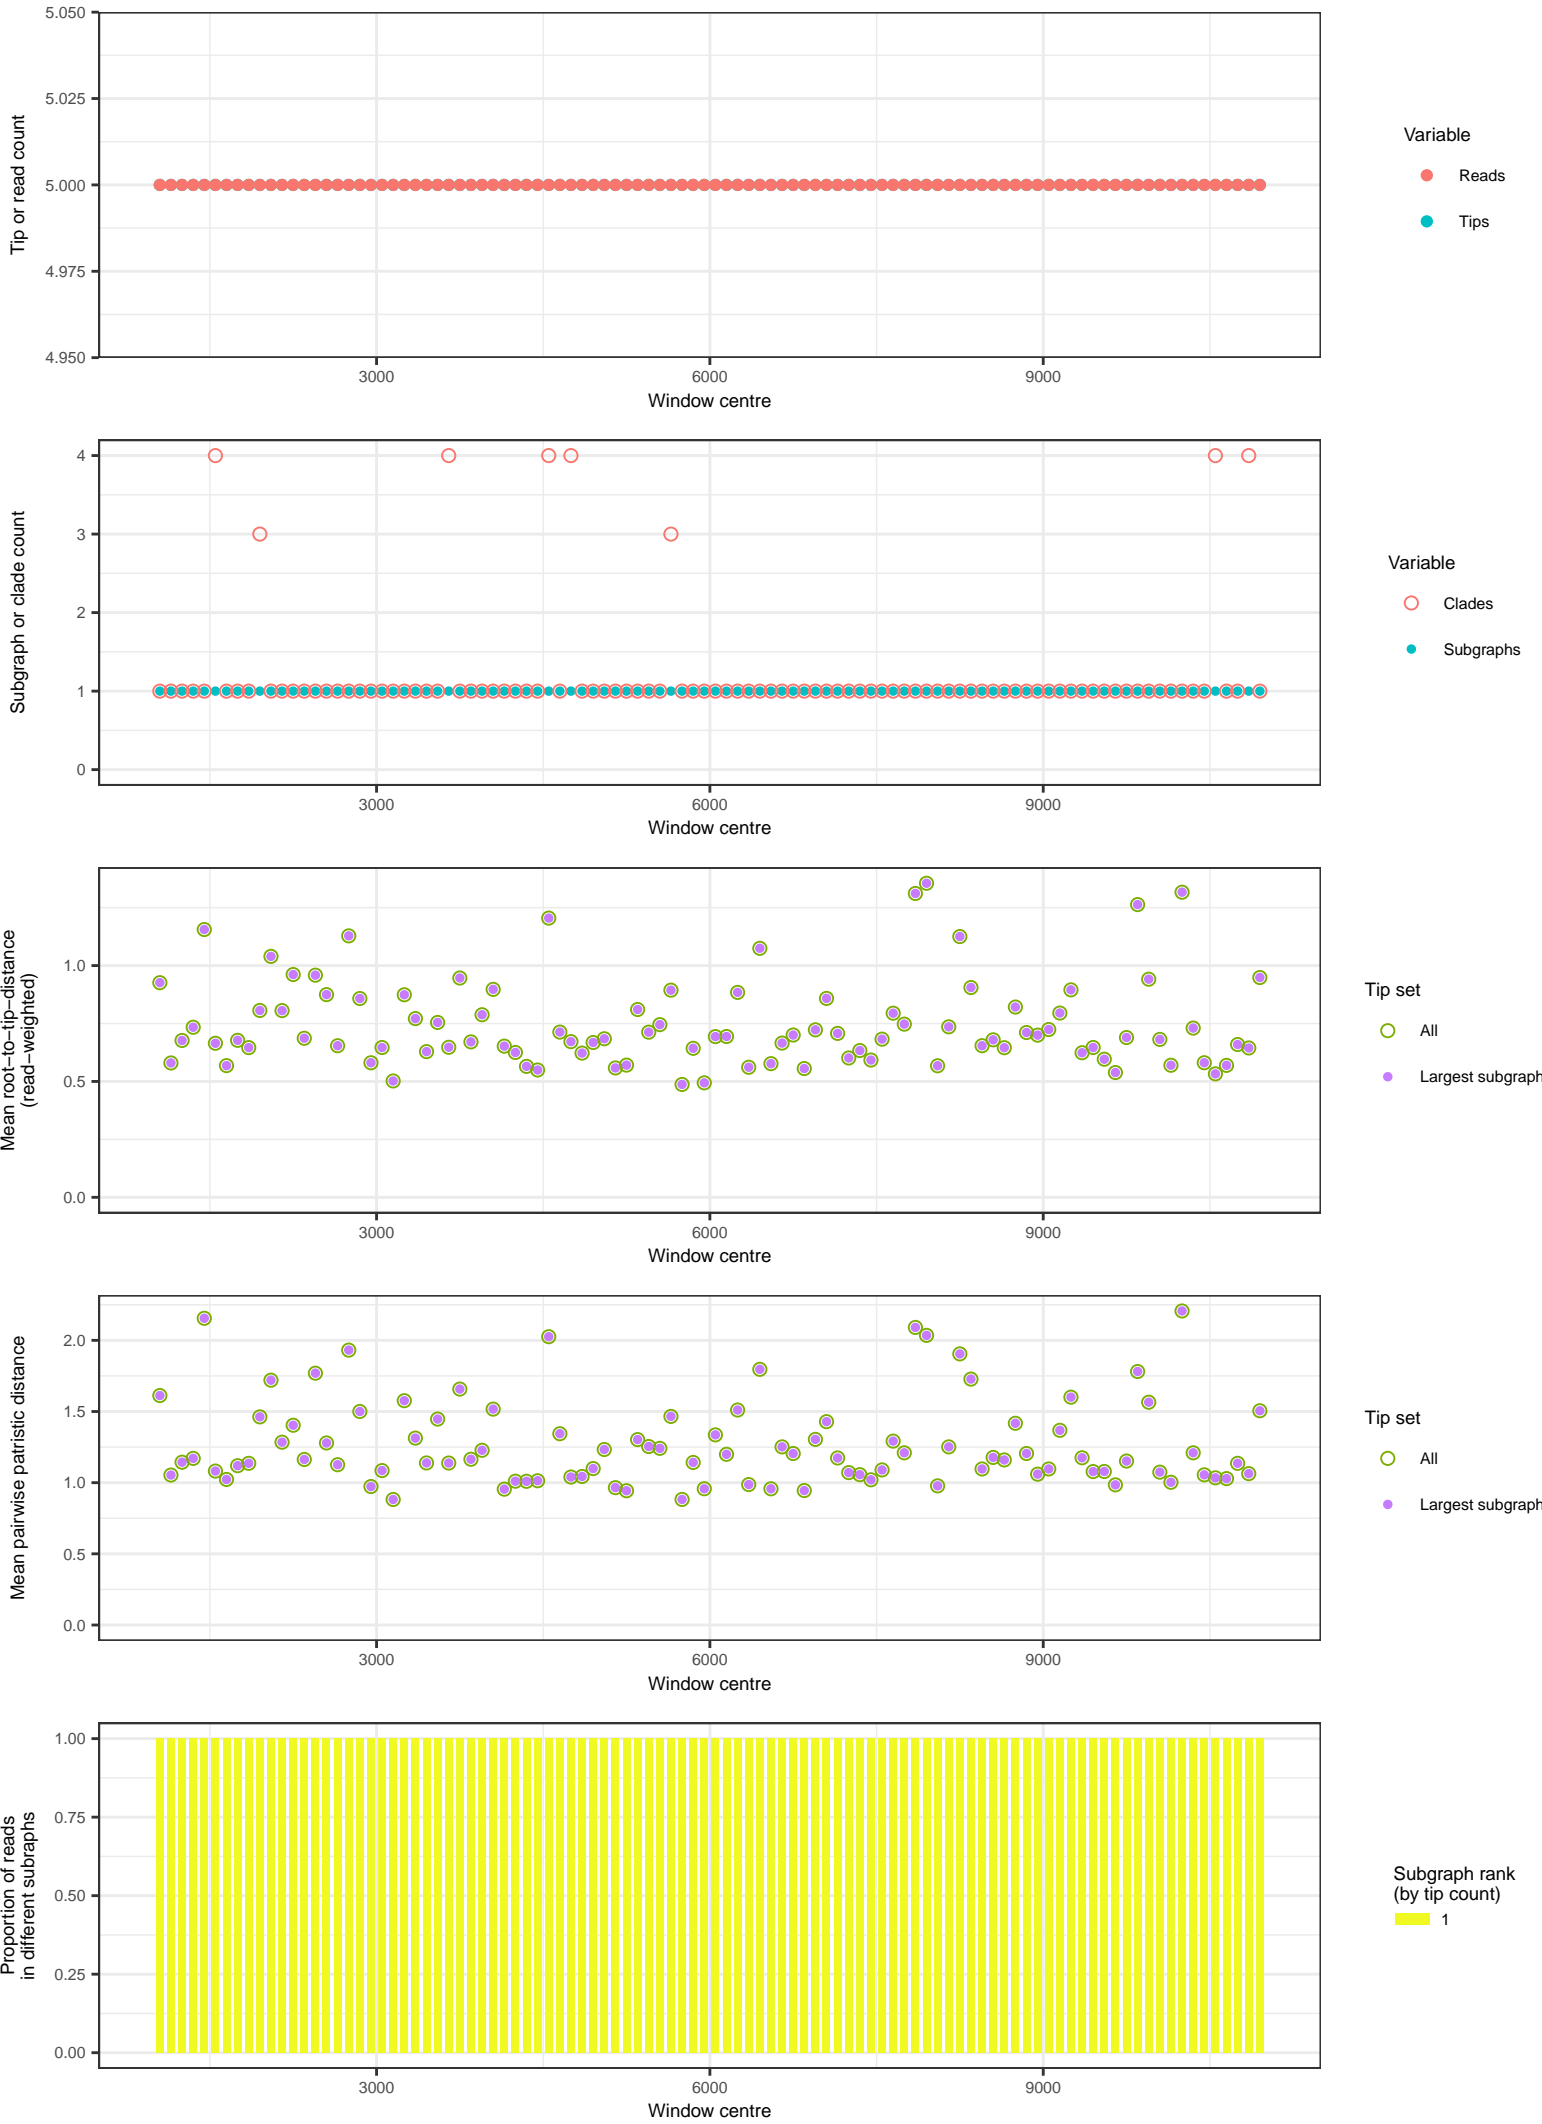 5.050
5.025
5.000
4.975
4.950
Tip or read count
3000
6000
9000
Window centre
Variable
Reads
Tips
4
3
2
1
0
Subgraph or clade count
3000
6000
9000
Window centre
Variable
Clades
Subgraphs
1.0
0.5
0.0
Mean root-to-tip-distance
(read-weighted)
3000
6000
9000
Window centre
Tip set
All
Largest subgraph
2.0
1.5
1.0
0.5
0.0
Mean pairwise patristic distance
3000
6000
9000
Window centre
Tip set
All
Largest subgraph
1.00
0.75
0.50
0.25
0.00
Proportion of reads
in different subraphs
3000
6000
9000
Window centre
Subgraph rank
(by tip count)
1